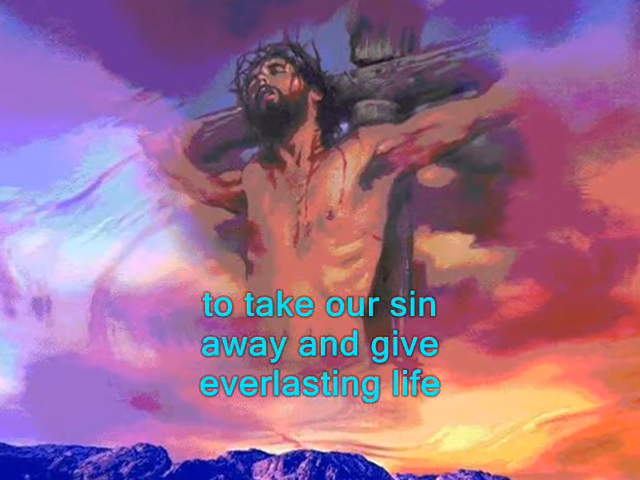 to take our sin
away and give
everlasting life